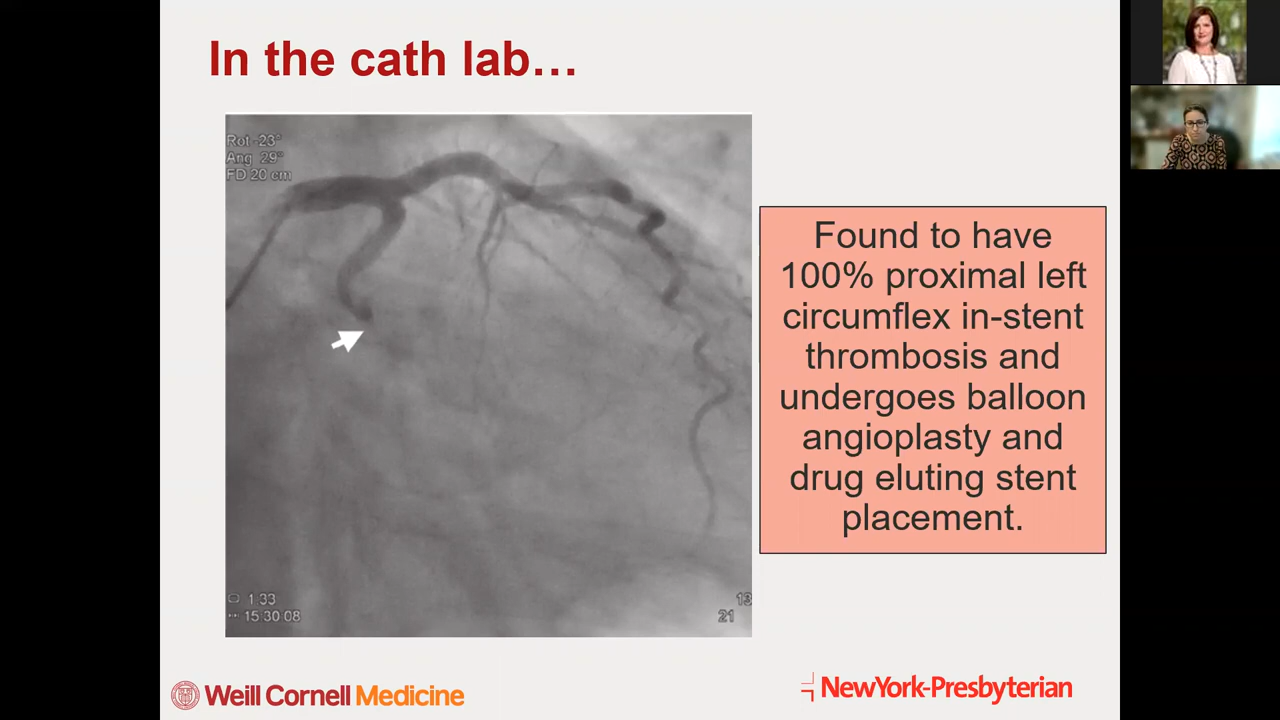 In the cath lab…
Rot -23°
Ang 29°
FD 20 cm
Found to have
100% proximal left
circumflex in-stent
thrombosis and
undergoes balloon
angioplasty and
drug eluting stent
placement.
1.33
15:30:08
13
21
Weill Cornell Medicine
NewYork-Presbyterian